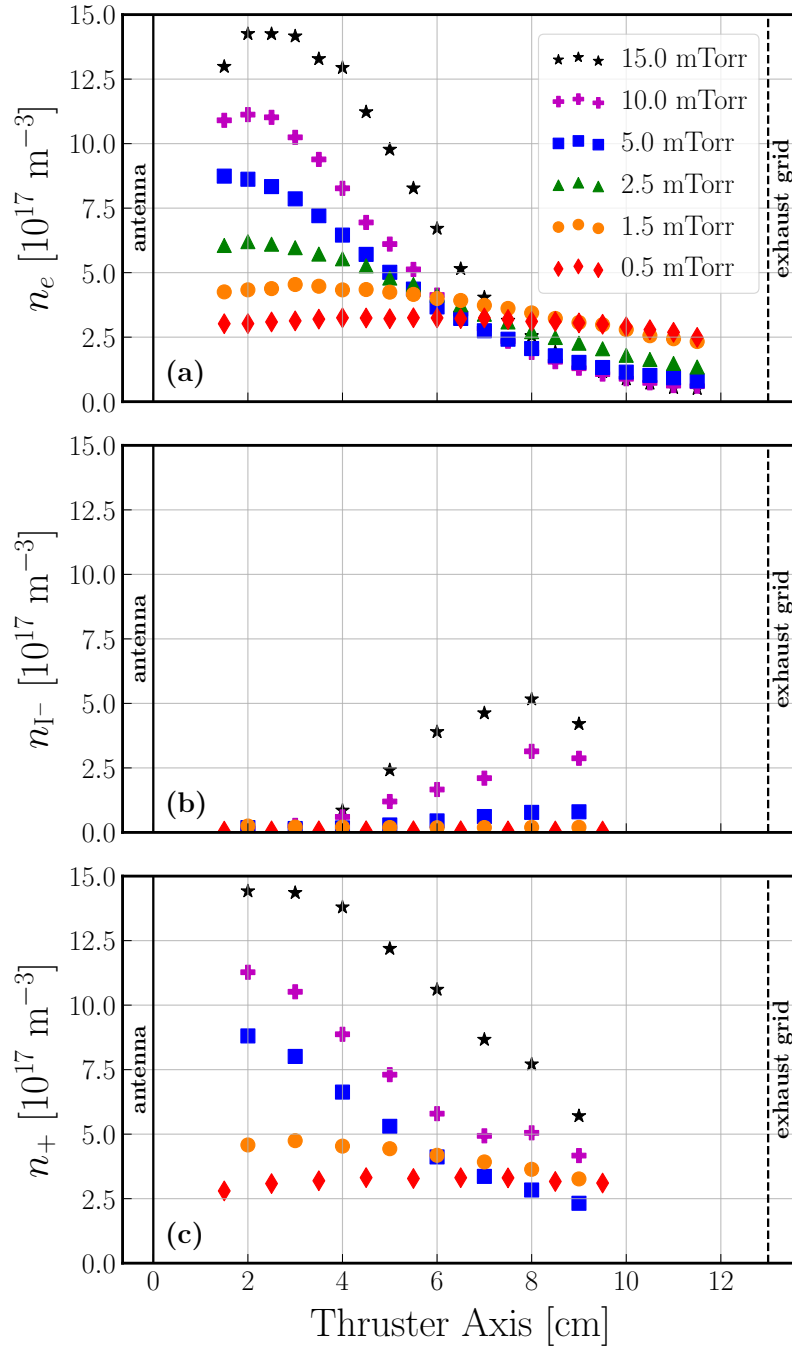 15.0
12.5
10.0
7.5
5.0
2.5
0.0
n_e [10^17 m^−3]
antenna
exhaust grid
15.0 mTorr
10.0 mTorr
5.0 mTorr
2.5 mTorr
1.5 mTorr
0.5 mTorr
(a)
15.0
12.5
10.0
7.5
5.0
2.5
0.0
n_I− [10^17 m^−3]
antenna
exhaust grid
(b)
15.0
12.5
10.0
7.5
5.0
2.5
0.0
n_+ [10^17 m^−3]
antenna
exhaust grid
(c)
0 2 4 6 8 10 12
Thruster Axis [cm]